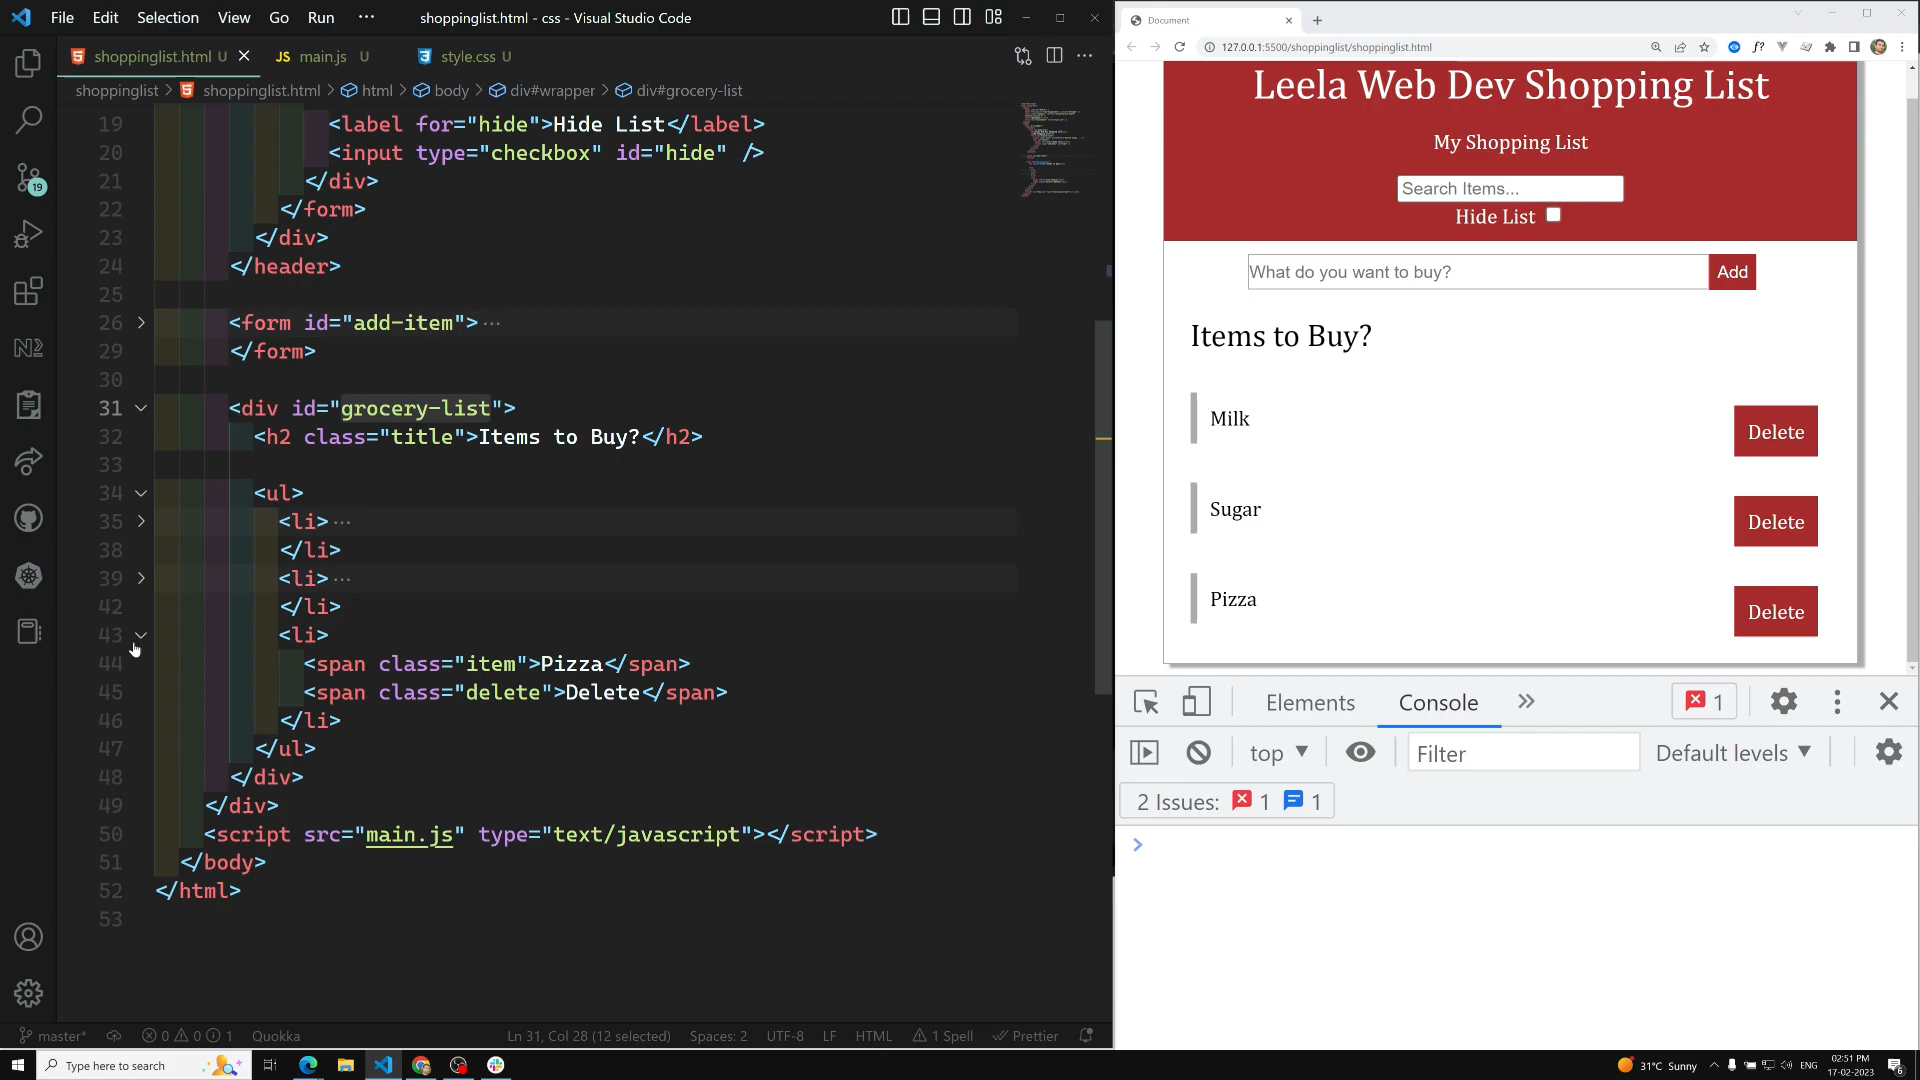 File Edit Selection View Go Run ··· shoppinglist.html - css - Visual Studio Code
shoppinglist.html U main.js U style.css U
shoppinglist > shoppinglist.html > html > body > div#wrapper > div#grocery-list
19 <label for="hide">Hide List</label>
20 <input type="checkbox" id="hide" />
21 </div>
22 </form>
23 </div>
24 </header>
25
26 <form id="add-item"> ···
29 </form>
30
31 <div id="grocery-list">
32 <h2 class="title">Items to Buy?</h2>
33
34 <ul>
35 <li> ···
38 </li>
39 <li> ···
42 </li>
43 <li>
44 <span class="item">Pizza</span>
45 <span class="delete">Delete</span>
46 </li>
47 </ul>
48 </div>
49 </div>
50 <script src="main.js" type="text/javascript"></script>
51 </body>
52 </html>
53
19
master* 0 0 1 Quokka Ln 31, Col 28 (12 selected) Spaces: 2 UTF-8 LF HTML 1 Spell Prettier
Document
127.0.0.1:5500/shoppinglist/shoppinglist.html
Leela Web Dev Shopping List
My Shopping List
Search Items...
Hide List
What do you want to buy? Add
Items to Buy?
Milk Delete
Sugar Delete
Pizza Delete
Elements Console 1
top Filter Default levels
2 Issues: 1 1
Type here to search
31°C Sunny ENG 02:51 PM
17-02-2023
6